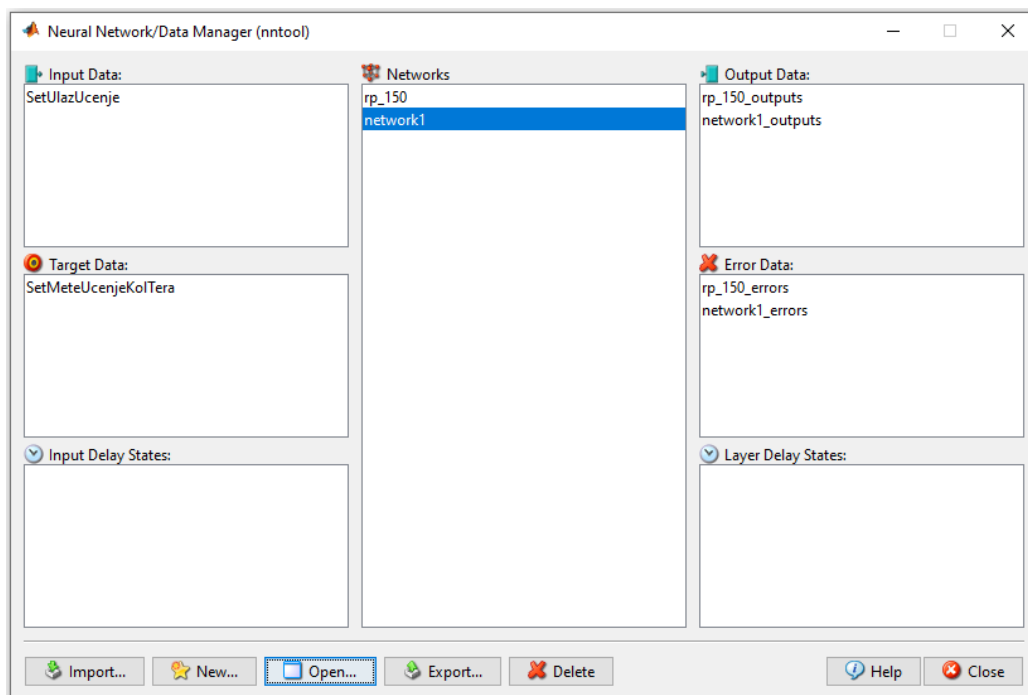 Neural Network/Data Manager (nntool)
Input Data:
SetUlazUcenje
Networks
rp_150
network1
Output Data:
rp_150_outputs
network1_outputs
Target Data:
SetMeteUcenjeKolTera
Error Data:
rp_150_errors
network1_errors
Input Delay States:
Layer Delay States:
Import...
New...
Open...
Export...
Delete
Help
Close